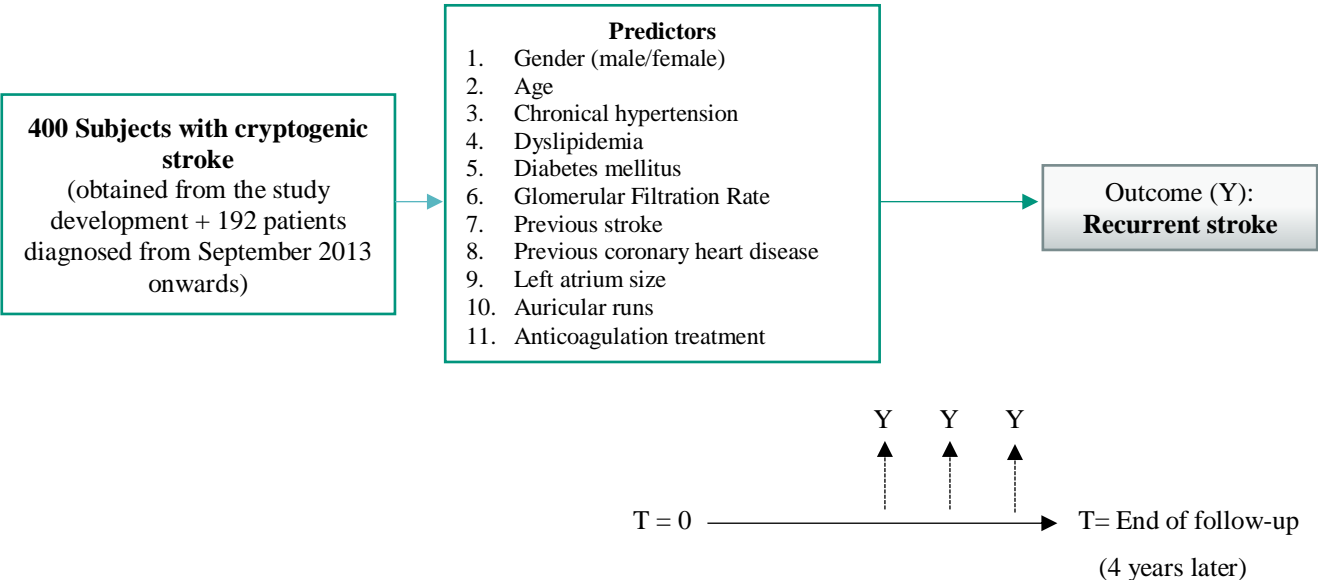 400 Subjects with cryptogenic
stroke
(obtained from the study
development + 192 patients
diagnosed from September 2013
onwards)
Predictors
1. Gender (male/female)
2. Age
3. Chronical hypertension
4. Dyslipidemia
5. Diabetes mellitus
6. Glomerular Filtration Rate
7. Previous stroke
8. Previous coronary heart disease
9. Left atrium size
10. Auricular runs
11. Anticoagulation treatment
Outcome (Y):
Recurrent stroke
Y Y Y
T = 0 T= End of follow-up
(4 years later)